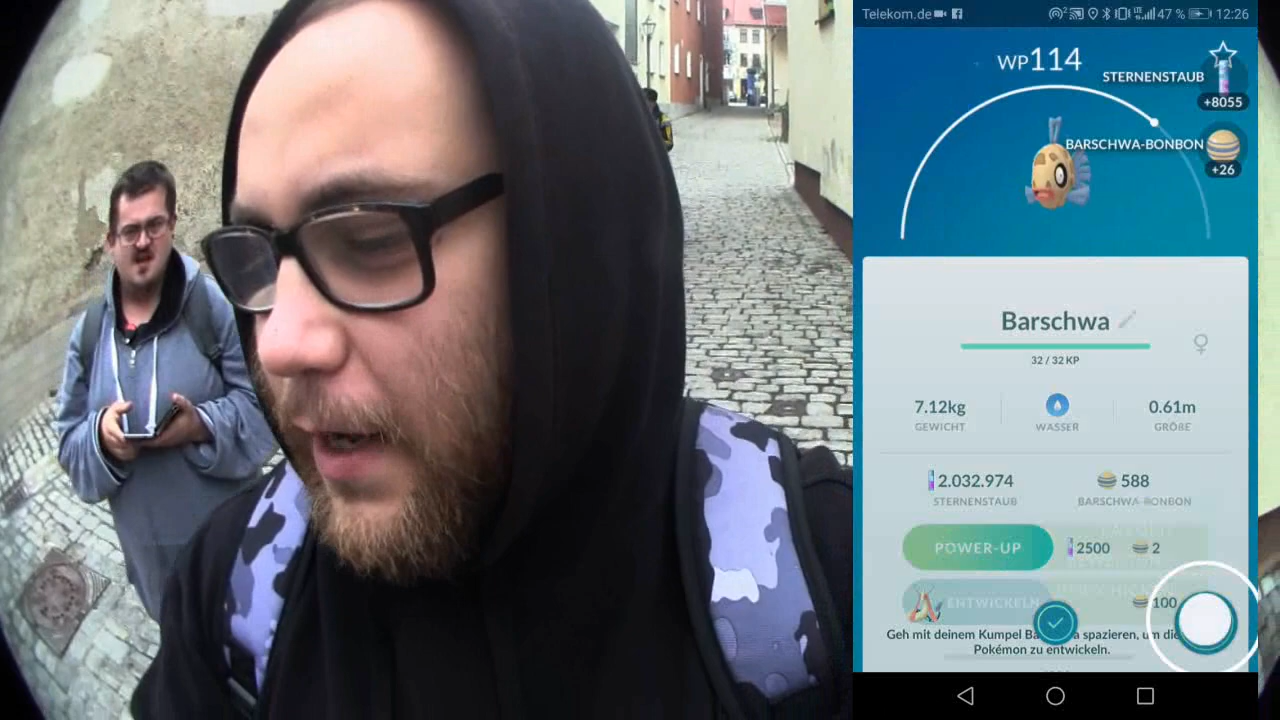 Telekom.de 47 % 12:26
WP114
STERNENSTAUB
+8055
BARSCHWA-BONBON
+26
Barschwa
32 / 32 KP
7.12kg
GEWICHT
WASSER
0.61m
GRÖßE
2.032.974
STERNENSTAUB
588
BARSCHWA-BONBON
POWER-UP
2500
2
ENTWICKELN
100
Geh mit deinem Kumpel
spazieren, um
Pokémon zu entwickeln.